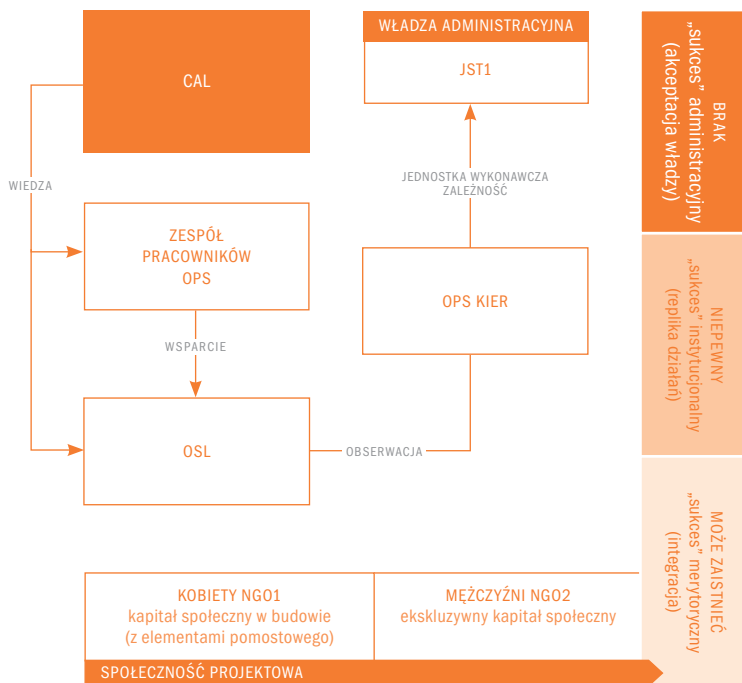 CAL
WŁADZA ADMINISTRACYJNA
JST1
WIEDZA
JEDNOSTKA WYKONAWCZA
ZALEŻNOŚĆ
ZESPÓŁ
PRACOWNIKÓW
OPS
OPS KIER
WSPARCIE
OSL
OBSERWACJA
KOBIETY NGO1
kapitał społeczny w budowie
(z elementami pomostowego)
MĘŻCZYŹNI NGO2
ekskluzywny kapitał społeczny
SPOŁECZNOŚĆ PROJEKTOWA
BRAK
„sukces” administracyjny
(akceptacja władzy)
NIEPEWNY
„sukces” instytucjonalny
(replika działań)
MOŻE ZAISTNIEĆ
„sukces” merytoryczny
(integracja)